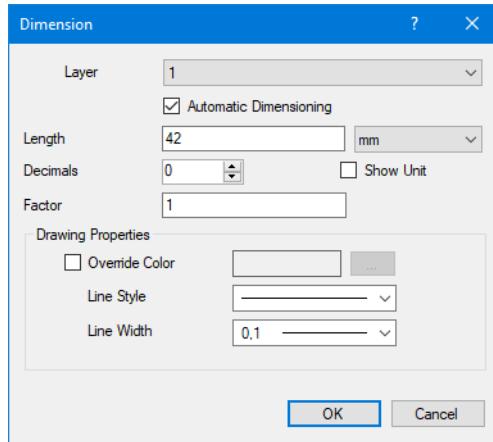 Dimension ? ✕
Layer 1
Automatic Dimensioning
Length 42 mm
Decimals 0 Show Unit
Factor 1
Drawing Properties
Override Color ...
Line Style
Line Width 0,1
OK Cancel